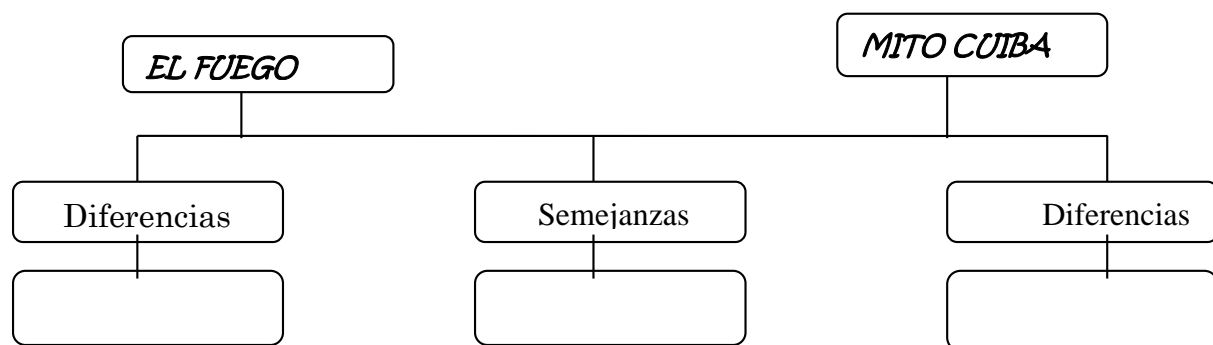 EL FUEGO
MITO CUIBA
Diferencias
Semejanzas
Diferencias